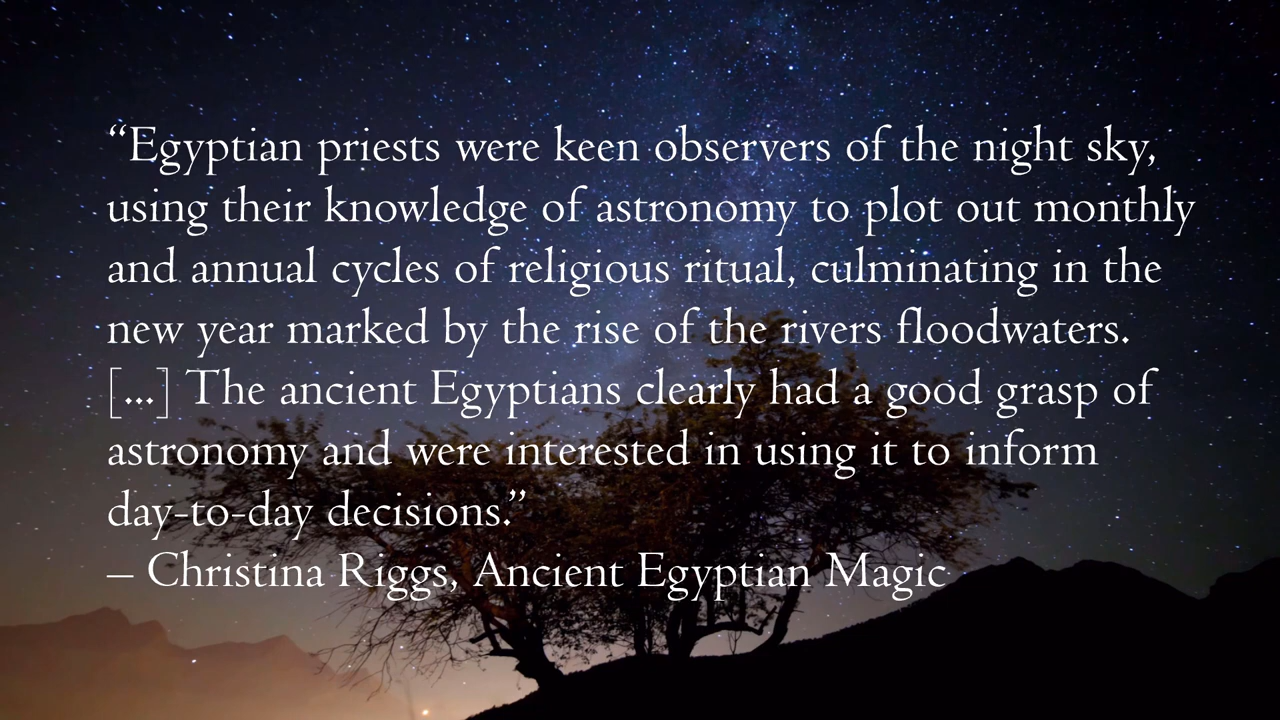 “Egyptian priests were keen observers of the night sky,
using their knowledge of astronomy to plot out monthly
and annual cycles of religious ritual, culminating in the
new year marked by the rise of the rivers floodwaters.
[...] The ancient Egyptians clearly had a good grasp of
astronomy and were interested in using it to inform
day-to-day decisions.”
– Christina Riggs, Ancient Egyptian Magic